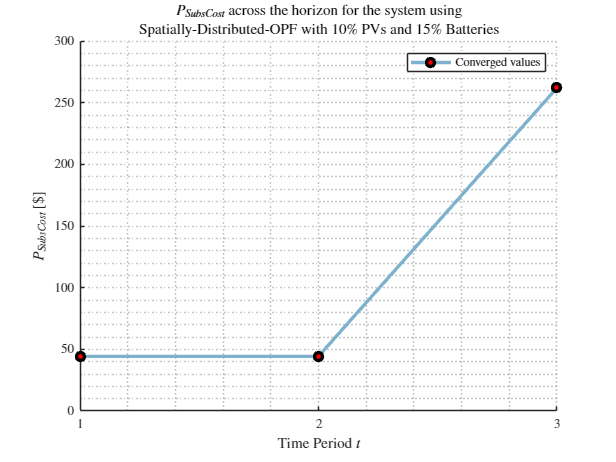 P_SubsCost across the horizon for the system using
Spatially-Distributed-OPF with 10% PVs and 15% Batteries
Converged values
P_SubsCost [$]
300
250
200
150
100
50
0
1 2 3
Time Period t